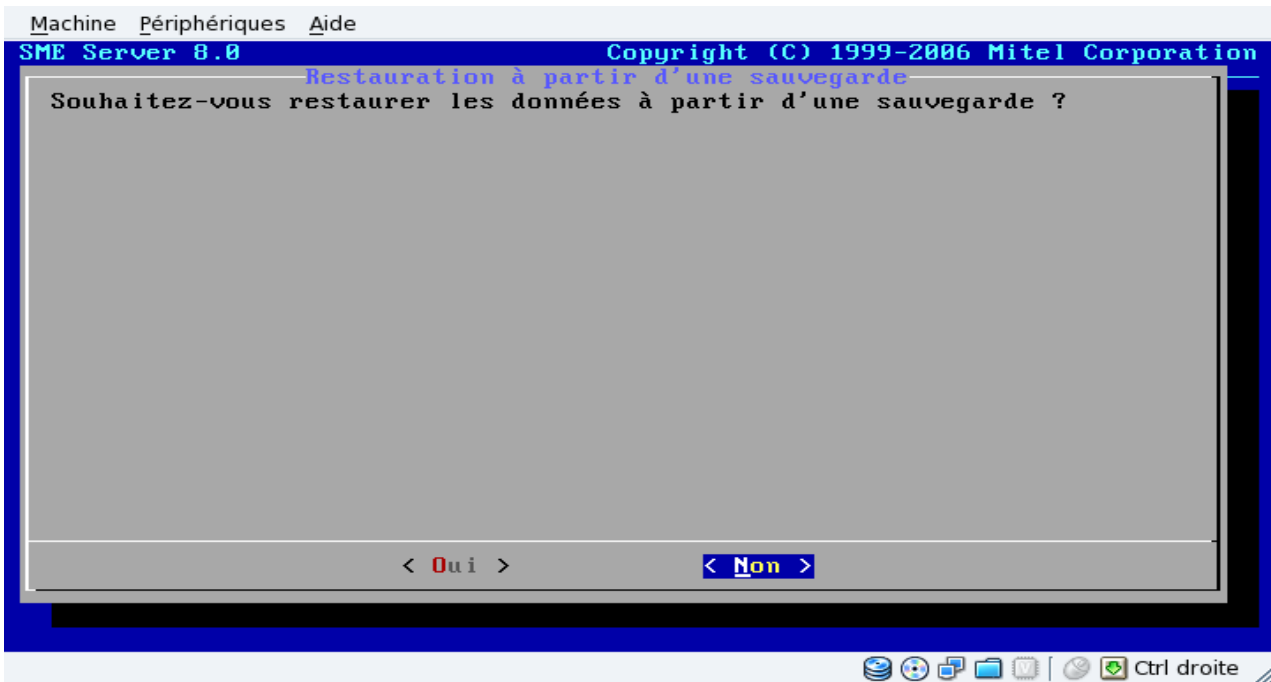 Machine Périphériques Aide
SME Server 8.0 Copyright (C) 1999-2006 Mitel Corporation
Restauration à partir d'une sauvegarde
Souhaitez-vous restaurer les données à partir d'une sauvegarde ?
< Oui > < Non >
Ctrl droite